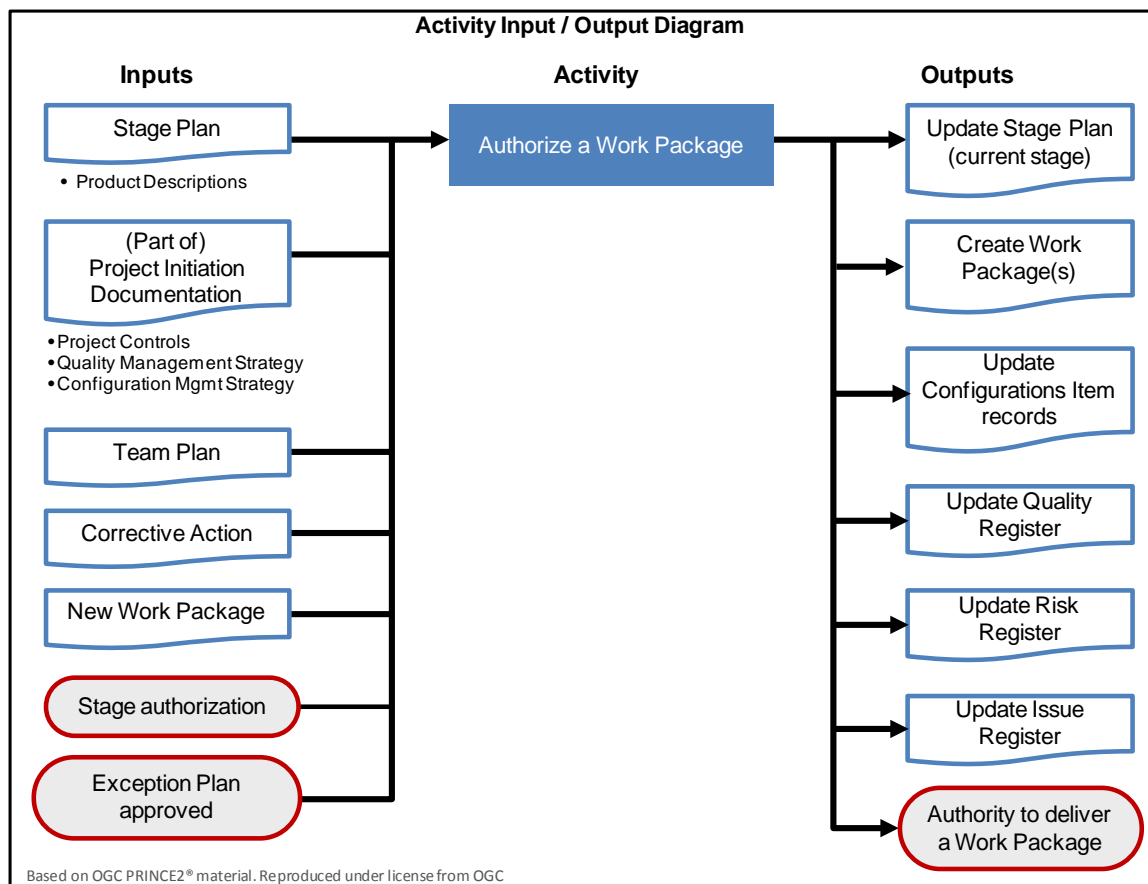 Activity Input / Output Diagram
Inputs
Activity
Outputs
Stage Plan
• Product Descriptions
(Part of)
Project Initiation
Documentation
•Project Controls
•Quality Management Strategy
•Configuration Mgmt Strategy
Team Plan
Corrective Action
New Work Package
Stage authorization
Exception Plan
approved
Authorize a Work Package
Update Stage Plan
(current stage)
Create Work
Package(s)
Update
Configurations Item
records
Update Quality
Register
Update Risk
Register
Update Issue
Register
Authority to deliver
a Work Package
Based on OGC PRINCE2® material. Reproduced under license from OGC